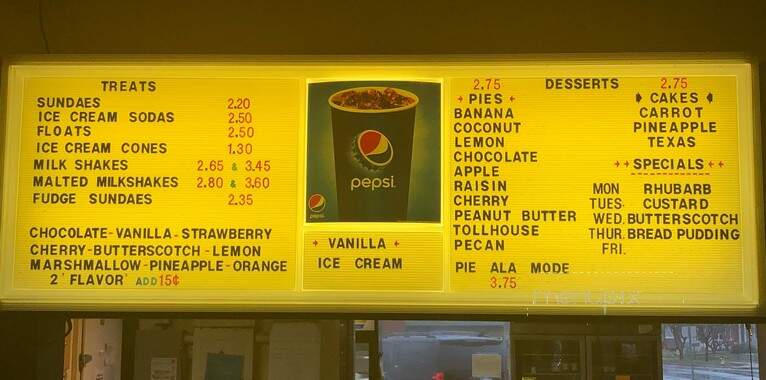 TREATS
SUNDAES 2.20
ICE CREAM SODAS 2.50
FLOATS 2.50
ICE CREAM CONES 1.30
MILK SHAKES 2.65 & 3.45
MALTED MILKSHAKES 2.80 & 3.60
FUDGE SUNDAES 2.35
CHOCOLATE-VANILLA-STRAWBERRY
CHERRY-BUTTERSCOTCH-LEMON
MARSHMALLOW-PINEAPPLE-ORANGE
2' FLAVOR' ADD 15¢
pepsi
pepsi
+ VANILLA +
ICE CREAM
2.75 DESSERTS 2.75
+ PIES +
BANANA
COCONUT
LEMON
CHOCOLATE
APPLE
RAISIN
CHERRY
PEANUT BUTTER
TOLLHOUSE
PECAN
PIE ALA MODE
3.75
CAKES
CARROT
PINEAPPLE
TEXAS
++SPECIALS++
MON RHUBARB
TUES. CUSTARD
WED. BUTTERSCOTCH
THUR. BREAD PUDDING
FRI.
menupix